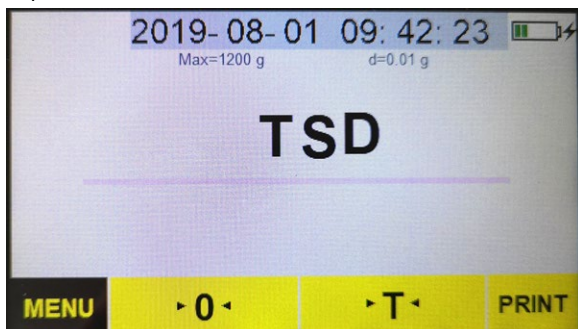 2019-08-01 09:42:23
Max=1200 g d=0.01 g
TSD
MENU ►0◄ ►T◄ PRINT